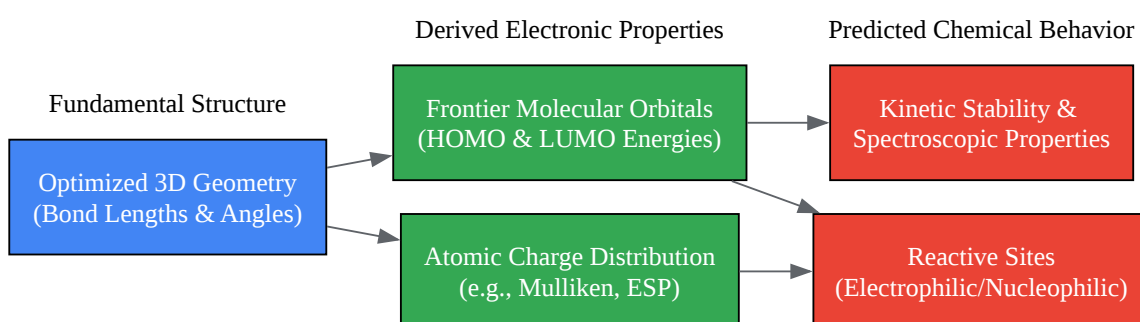 Fundamental Structure
Optimized 3D Geometry
(Bond Lengths & Angles)
Derived Electronic Properties
Frontier Molecular Orbitals
(HOMO & LUMO Energies)
Atomic Charge Distribution
(e.g., Mulliken, ESP)
Predicted Chemical Behavior
Kinetic Stability &
Spectroscopic Properties
Reactive Sites
(Electrophilic/Nucleophilic)